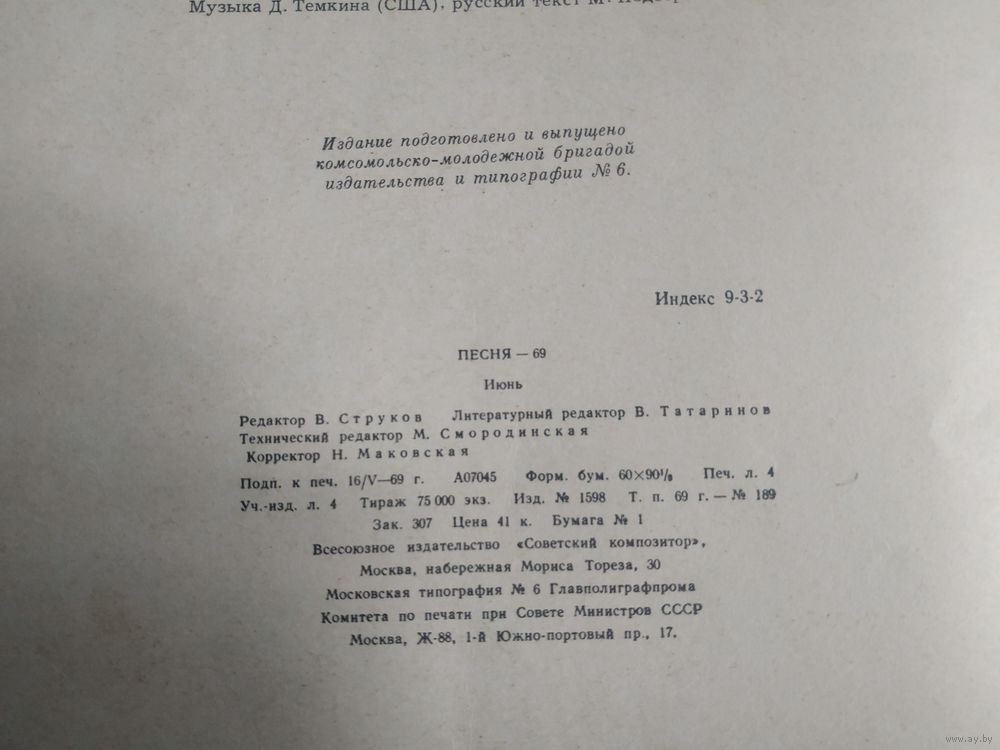 Музыка Д. Темкина (США), русский текст М.
Издание подготовлено и выпущено
комсомольско-молодежной бригадой
издательства и типографии № 6.
Индекс 9-3-2
ПЕСНЯ — 69
Июнь
Редактор В. Струков Литературный редактор В. Татаринов
Технический редактор М. Смородинская
Корректор Н. Маковская
Подп. к печ. 16/V—69 г. А07045 Форм. бум. 60×90⅛ Печ. л. 4
Уч.-изд. л. 4 Тираж 75 000 экз. Изд. № 1598 Т. п. 69 г. — № 189
Зак. 307 Цена 41 к. Бумага № 1
Всесоюзное издательство «Советский композитор»,
Москва, набережная Мориса Тореза, 30
Московская типография № 6 Главполиграфпрома
Комитета по печати при Совете Министров СССР
Москва, Ж-88, 1-й Южно-портовый пр., 17.
www.ay.by